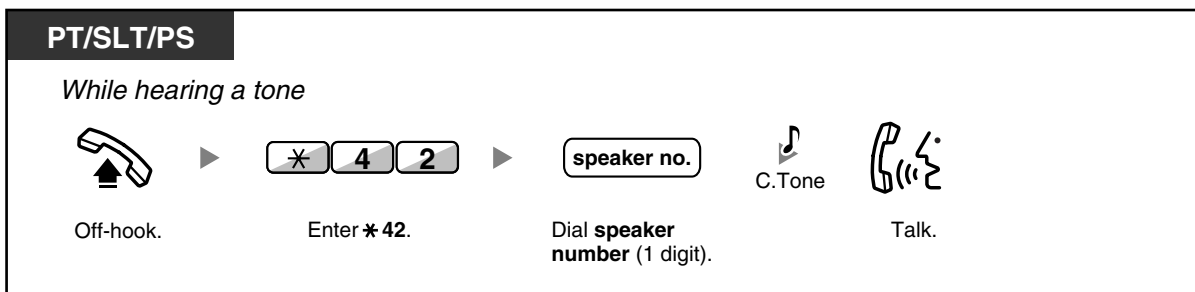 PT/SLT/PS
While hearing a tone
* 4 2
speaker no.
C.Tone
Off-hook.
Enter * 42.
Dial speaker
number (1 digit).
Talk.